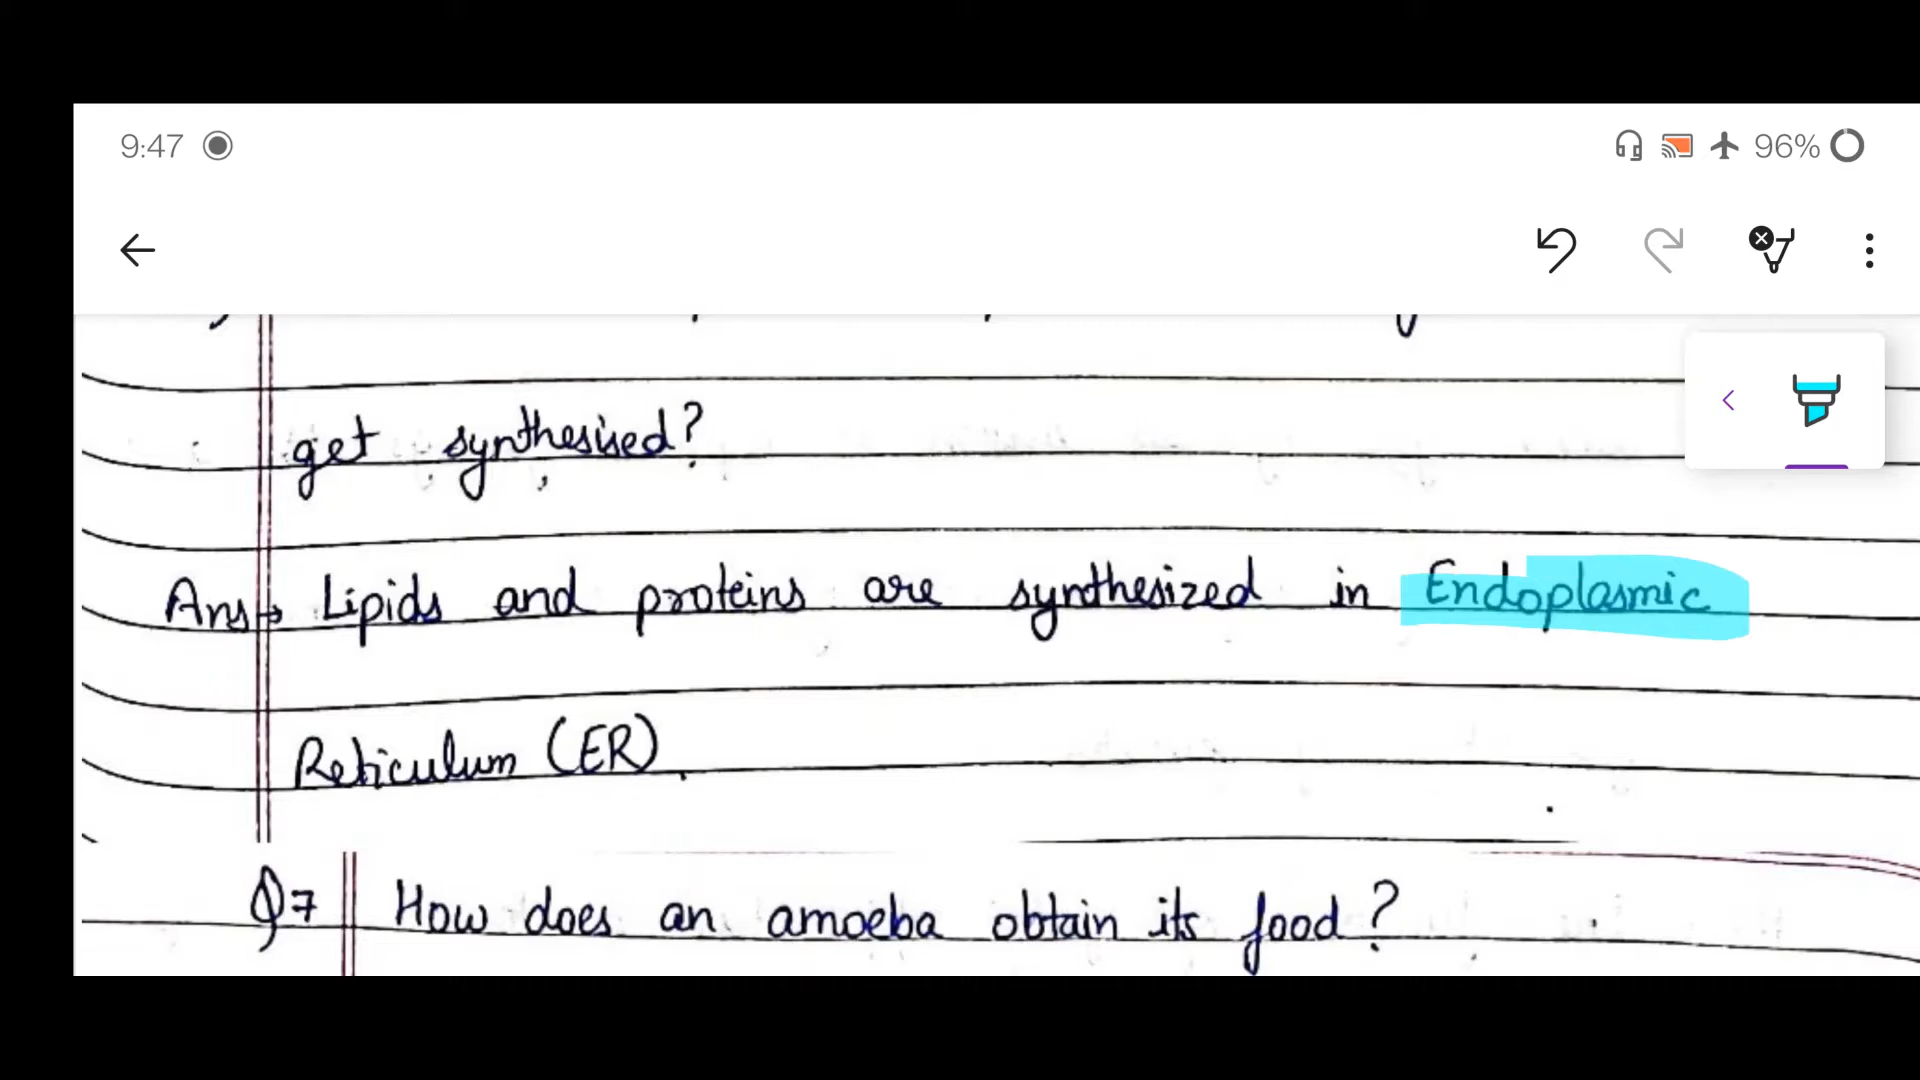 9:47 96%
get synthesised?
Ans→ Lipids and proteins are synthesized in Endoplasmic
Reticulum (ER).
Q7 How does an amoeba obtain its food?